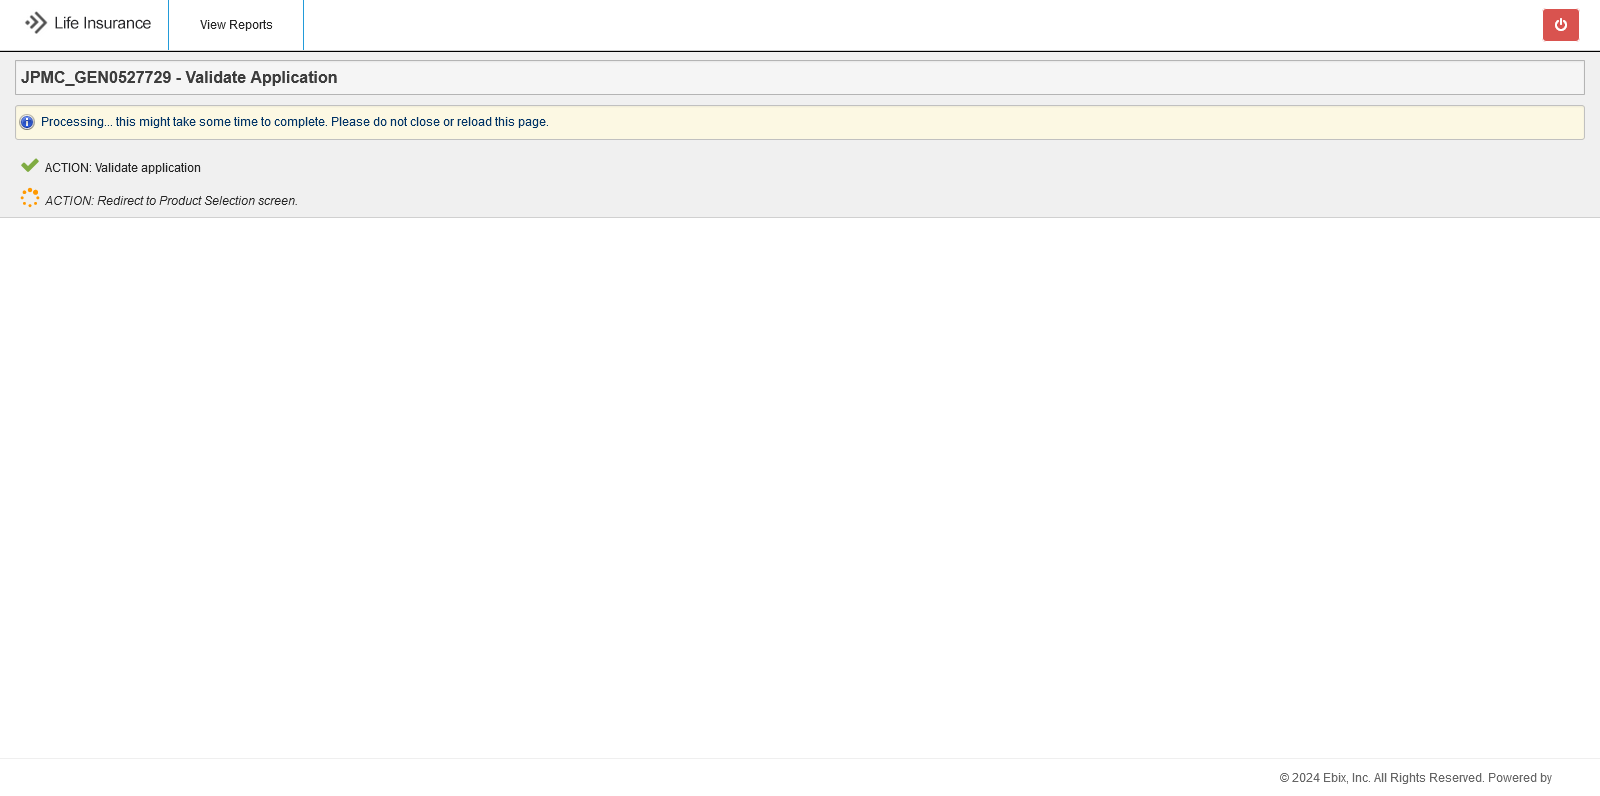 Life Insurance
View Reports
JPMC_GEN0527729 - Validate Application
Processing... this might take some time to complete. Please do not close or reload this page.
ACTION: Validate application
ACTION: Redirect to Product Selection screen.
© 2024 Ebix, Inc. All Rights Reserved. Powered by